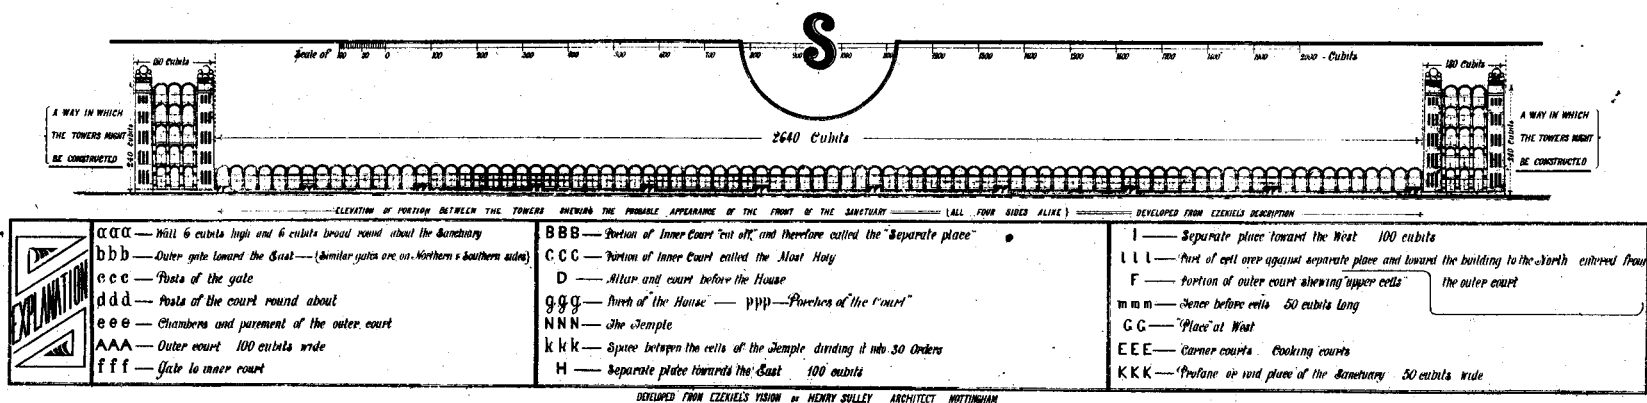 S
Scale of
- Cubits
180 Cubits
180 Cubits
A WAY IN WHICH
THE TOWERS MIGHT
BE CONSTRUCTED
240 Cubits
2640 Cubits
A WAY IN WHICH
THE TOWERS MIGHT
BE CONSTRUCTED
ELEVATION OF PORTION BETWEEN THE TOWERS SHEWING THE PROBABLE APPEARANCE OF THE FRONT OF THE SANCTUARY (ALL FOUR SIDES ALIKE) DEVELOPED FROM EZEKIEL'S DESCRIPTION
EXPLANATION
aaa — Wall 6 cubits high and 6 cubits broad round about the Sanctuary
bbb — Outer gate toward the East — (Similar gates are on Northern & Southern sides)
ccc — Posts of the gate
ddd — Posts of the court round about
eee — Chambers and pavement of the outer court
AAA — Outer court 100 cubits wide
fff — Gate to inner court
BBB — Portion of Inner Court "cut off," and therefore called the "Separate place"
CCC — Portion of Inner Court called the Most Holy
D — Altar and court before the House
ggg — Porch of "the House" — ppp — "Porches of the Court"
NNN — The Temple
kkk — Space between the cells of the Temple dividing it into 30 Orders
H — Separate place towards the East 100 cubits
I — Separate place toward the West 100 cubits
lll — Part of cell over against separate place and toward the building to the North entered from
the outer court
F — Portion of outer court shewing "upper cells"
mmm — Fence before cells 50 cubits long
GG — "Place" at West
EEE — Corner courts Cooking courts
KKK — "Profane or void place of the Sanctuary 50 cubits wide
DEVELOPED FROM EZEKIEL'S VISION BY HENRY SULLEY ARCHITECT NOTTINGHAM